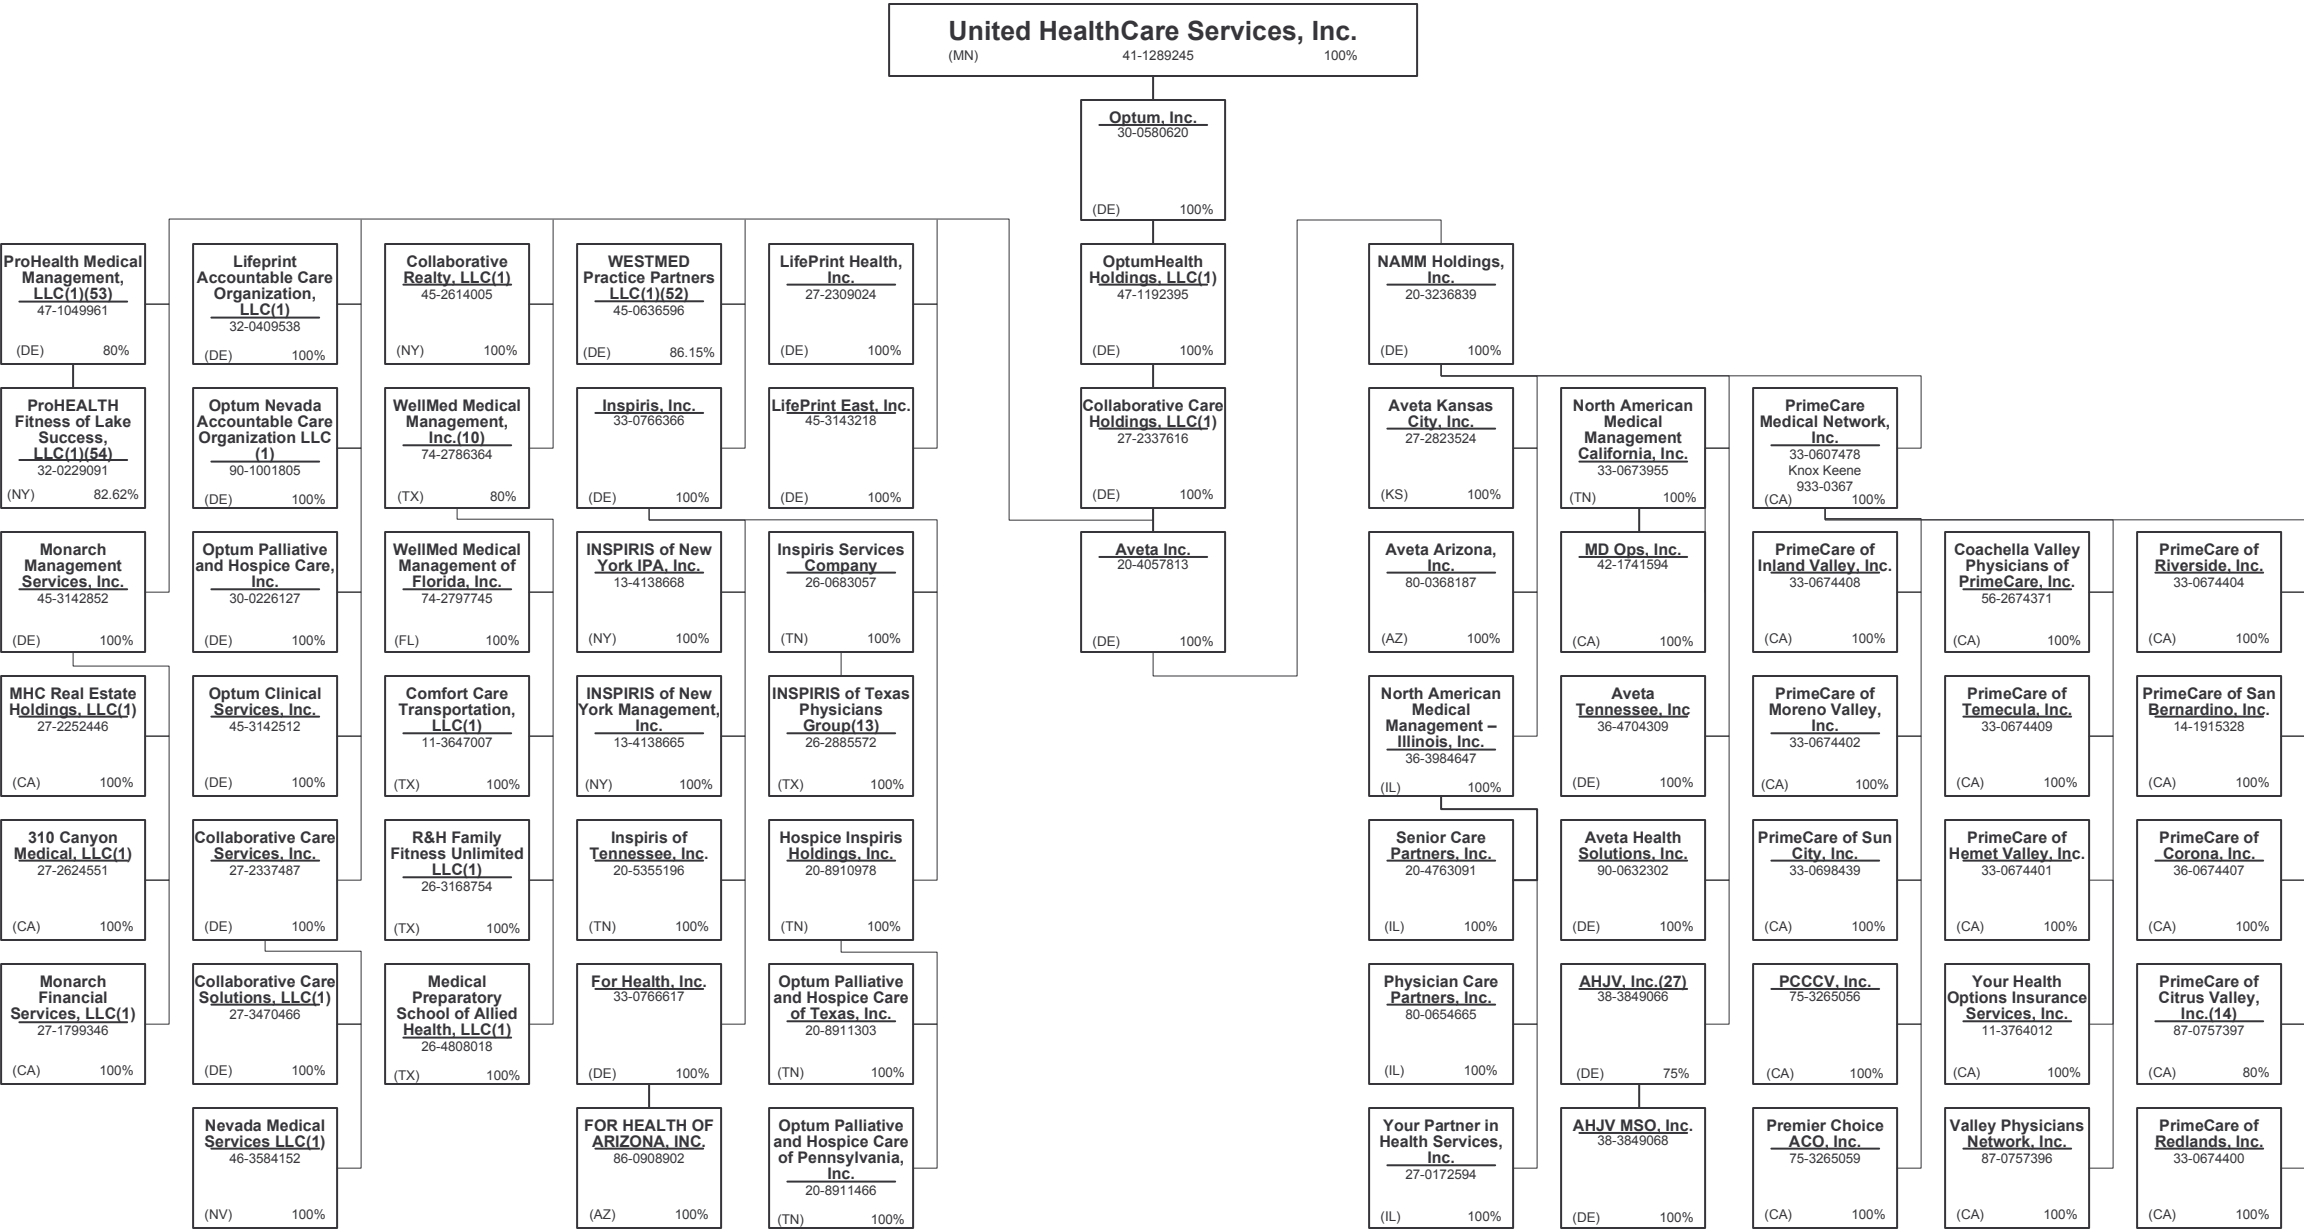 United HealthCare Services, Inc.
(MN) 41-1289245 100%
Optum, Inc.
30-0580620
(DE) 100%
ProHealth Medical
Management,
LLC(1)(53)
47-1049961
(DE) 80%
Lifeprint
Accountable Care
Organization,
LLC(1)
32-0409538
(DE) 100%
Collaborative
Realty, LLC(1)
45-2614005
(NY) 100%
WESTMED
Practice Partners
LLC(1)(52)
45-0636596
(DE) 86.15%
LifePrint Health,
Inc.
27-2309024
(DE) 100%
OptumHealth
Holdings, LLC(1)
47-1192395
(DE) 100%
NAMM Holdings,
Inc.
20-3236839
(DE) 100%
ProHEALTH
Fitness of Lake
Success,
LLC(1)(54)
32-0229091
(NY) 82.62%
Optum Nevada
Accountable Care
Organization LLC
(1)
90-1001805
(DE) 100%
WellMed Medical
Management,
Inc.(10)
74-2786364
(TX) 80%
Inspiris, Inc.
33-0766366
(DE) 100%
LifePrint East, Inc.
45-3143218
(DE) 100%
Collaborative Care
Holdings, LLC(1)
27-2337616
(DE) 100%
Aveta Kansas
City, Inc.
27-2823524
(KS) 100%
North American
Medical
Management
California, Inc.
33-0673955
(TN) 100%
PrimeCare
Medical Network,
Inc.
33-0607478
Knox Keene
933-0367
(CA) 100%
Monarch
Management
Services, Inc.
45-3142852
(DE) 100%
Optum Palliative
and Hospice Care,
Inc.
30-0226127
(DE) 100%
WellMed Medical
Management of
Florida, Inc.
74-2797745
(FL) 100%
INSPIRIS of New
York IPA, Inc.
13-4138668
(NY) 100%
Inspiris Services
Company
26-0683057
(TN) 100%
Aveta Inc.
20-4057813
(DE) 100%
Aveta Arizona,
Inc.
80-0368187
(AZ) 100%
MD Ops, Inc.
42-1741594
(CA) 100%
PrimeCare of
Inland Valley, Inc.
33-0674408
(CA) 100%
Coachella Valley
Physicians of
PrimeCare, Inc.
56-2674371
(CA) 100%
PrimeCare of
Riverside, Inc.
33-0674404
(CA) 100%
MHC Real Estate
Holdings, LLC(1)
27-2252446
(CA) 100%
Optum Clinical
Services, Inc.
45-3142512
(DE) 100%
Comfort Care
Transportation,
LLC(1)
11-3647007
(TX) 100%
INSPIRIS of New
York Management,
Inc.
13-4138665
(NY) 100%
INSPIRIS of Texas
Physicians
Group(13)
26-2885572
(TX) 100%
North American
Medical
Management –
Illinois, Inc.
36-3984647
(IL) 100%
Aveta
Tennessee, Inc
36-4704309
(DE) 100%
PrimeCare of
Moreno Valley,
Inc.
33-0674402
(CA) 100%
PrimeCare of
Temecula, Inc.
33-0674409
(CA) 100%
PrimeCare of San
Bernardino, Inc.
14-1915328
(CA) 100%
310 Canyon
Medical, LLC(1)
27-2624551
(CA) 100%
Collaborative Care
Services, Inc.
27-2337487
(DE) 100%
R&H Family
Fitness Unlimited
LLC(1)
26-3168754
(TX) 100%
Inspiris of
Tennessee, Inc.
20-5355196
(TN) 100%
Hospice Inspiris
Holdings, Inc.
20-8910978
(TN) 100%
Senior Care
Partners, Inc.
20-4763091
(IL) 100%
Aveta Health
Solutions, Inc.
90-0632302
(DE) 100%
PrimeCare of Sun
City, Inc.
33-0698439
(CA) 100%
PrimeCare of
Hemet Valley, Inc.
33-0674401
(CA) 100%
PrimeCare of
Corona, Inc.
36-0674407
(CA) 100%
Monarch
Financial
Services, LLC(1)
27-1799346
(CA) 100%
Collaborative Care
Solutions, LLC(1)
27-3470466
(DE) 100%
Medical
Preparatory
School of Allied
Health, LLC(1)
26-4808018
(TX) 100%
For Health, Inc.
33-0766617
(DE) 100%
Optum Palliative
and Hospice Care
of Texas, Inc.
20-8911303
(TN) 100%
Physician Care
Partners, Inc.
80-0654665
(IL) 100%
AHJV, Inc.(27)
38-3849066
(DE) 75%
PCCCV, Inc.
75-3265056
(CA) 100%
Your Health
Options Insurance
Services, Inc.
11-3764012
(CA) 100%
PrimeCare of
Citrus Valley,
Inc.(14)
87-0757397
(CA) 80%
Nevada Medical
Services LLC(1)
46-3584152
(NV) 100%
FOR HEALTH OF
ARIZONA, INC.
86-0908902
(AZ) 100%
Optum Palliative
and Hospice Care
of Pennsylvania,
Inc.
20-8911466
(TN) 100%
Your Partner in
Health Services,
Inc.
27-0172594
(IL) 100%
AHJV MSO, Inc.
38-3849068
(DE) 100%
Premier Choice
ACO, Inc.
75-3265059
(CA) 100%
Valley Physicians
Network, Inc.
87-0757396
(CA) 100%
PrimeCare of
Redlands, Inc.
33-0674400
(CA) 100%